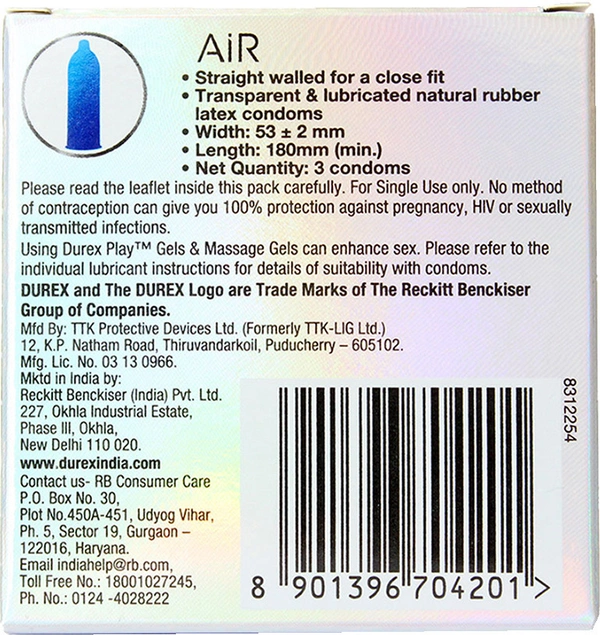 AiR
• Straight walled for a close fit
• Transparent & lubricated natural rubber
latex condoms
• Width: 53 ± 2 mm
• Length: 180mm (min.)
• Net Quantity: 3 condoms
Please read the leaflet inside this pack carefully. For Single Use only. No method
of contraception can give you 100% protection against pregnancy, HIV or sexually
transmitted infections.
Using Durex Play™ Gels & Massage Gels can enhance sex. Please refer to the
individual lubricant instructions for details of suitability with condoms.
DUREX and The DUREX Logo are Trade Marks of The Reckitt Benckiser
Group of Companies.
Mfd By: TTK Protective Devices Ltd. (Formerly TTK-LIG Ltd.)
12, K.P. Natham Road, Thiruvandarkoil, Puducherry – 605102.
Mfg. Lic. No. 03 13 0966.
Mktd in India by:
Reckitt Benckiser (India) Pvt. Ltd.
227, Okhla Industrial Estate,
Phase III, Okhla,
New Delhi 110 020.
www.durexindia.com
Contact us- RB Consumer Care
P.O. Box No. 30,
Plot No.450A-451, Udyog Vihar,
Ph. 5, Sector 19, Gurgaon –
122016, Haryana.
Email indiahelp@rb.com,
Toll Free No.: 18001027245,
Ph. No.: 0124 -4028222
8312254
8 901396 704201 >